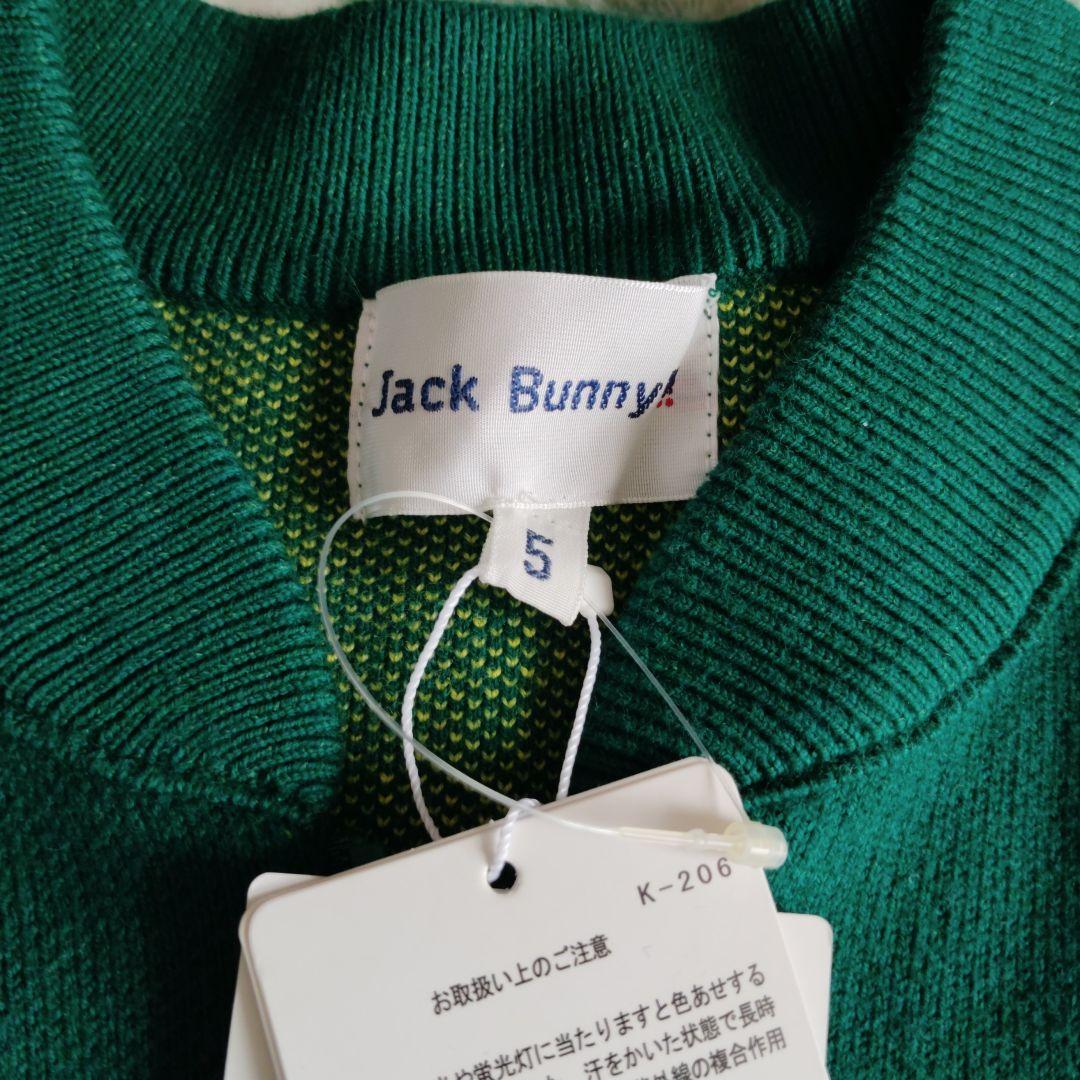 Jack Bunny!!
5
K-206
お取扱い上のご注意
や蛍光灯に当たりますと色あせする
汗をかいた状態で長時
外線の複合作用